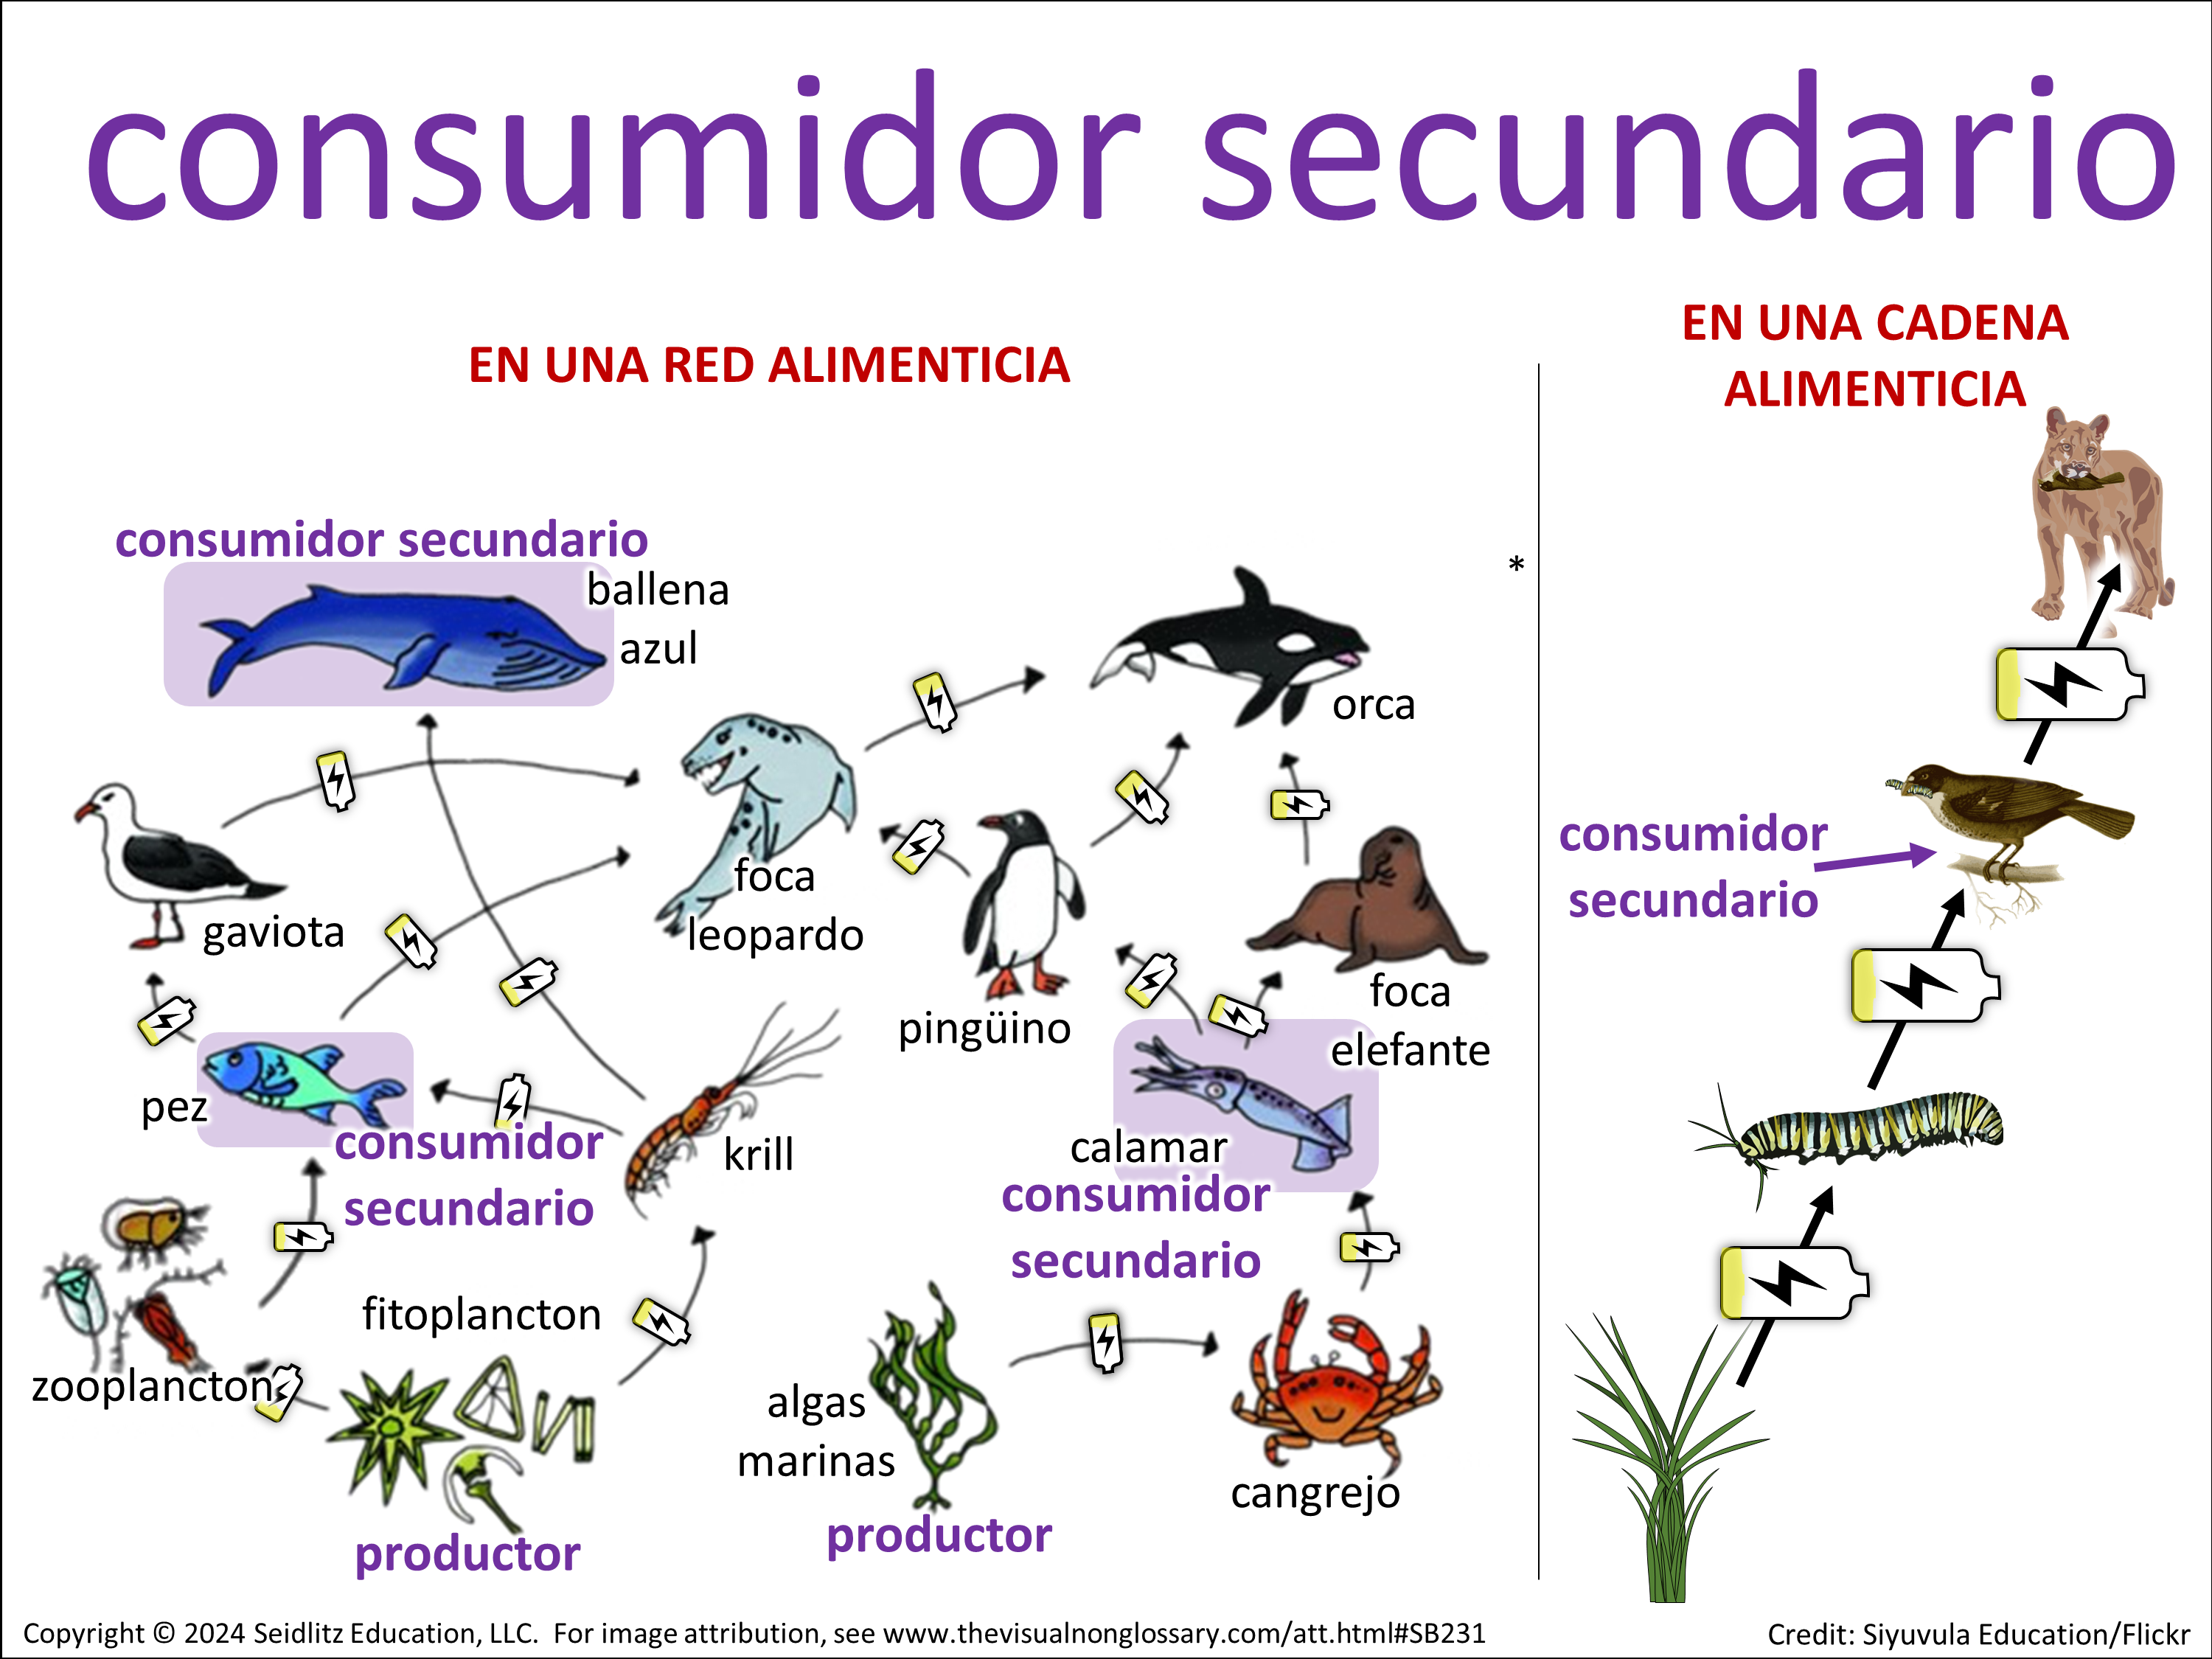 consumidor secundario
EN UNA RED ALIMENTICIA
EN UNA CADENA
ALIMENTICIA
consumidor secundario
ballena
azul
*
orca
gaviota
foca
leopardo
pingüino
foca
elefante
pez
consumidor
secundario
krill
calamar
consumidor
secundario
zooplancton
fitoplancton
productor
algas
marinas
productor
cangrejo
consumidor
secundario
Copyright © 2024 Seidlitz Education, LLC.  For image attribution, see www.thevisualnonglossary.com/att.html#SB231
Credit: Siyuvula Education/Flickr